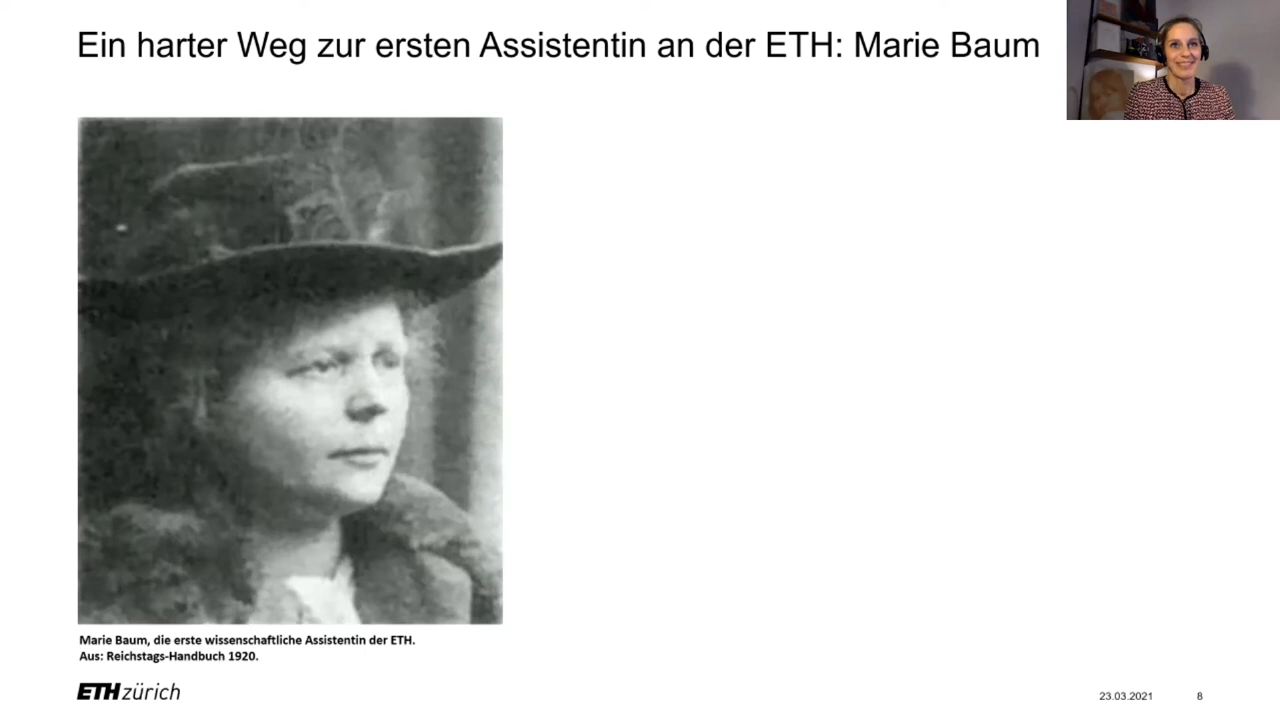 Ein harter Weg zur ersten Assistentin an der ETH: Marie Baum
Marie Baum, die erste wissenschaftliche Assistentin der ETH.
Aus: Reichstags-Handbuch 1920.
ETH zürich
23.03.2021 8